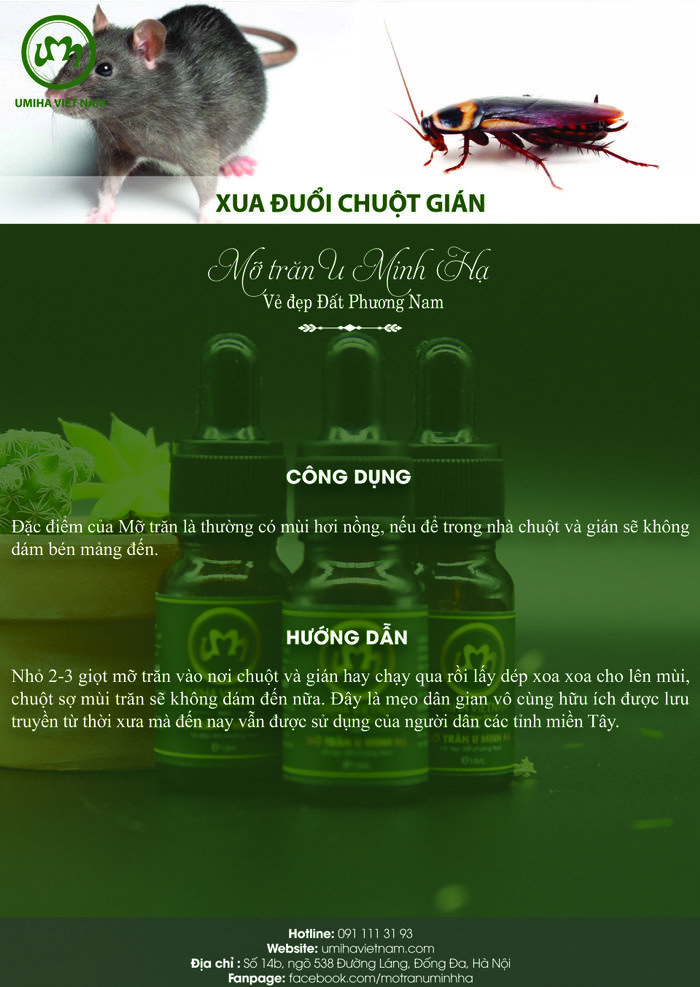 UMIHA VIET NAM
XUA ĐUỔI CHUỘT GIÁN
Mỡ trăn U Minh Hạ
Vẻ đẹp Đất Phương Nam
CÔNG DỤNG
Đặc điểm của Mỡ trăn là thường có mùi hơi nồng, nếu để trong nhà chuột và gián sẽ không
dám bén mảng đến.
HƯỚNG DẪN
Nhỏ 2-3 giọt mỡ trăn vào nơi chuột và gián hay chạy qua rồi lấy dép xoa xoa cho lên mùi,
chuột sợ mùi trăn sẽ không dám đến nữa. Đây là mẹo dân gian vô cùng hữu ích được lưu
truyền từ thời xưa mà đến nay vẫn được sử dụng của người dân các tỉnh miền Tây.
MỠ TRĂN U MINH HẠ
10ML
Hotline: 091 111 31 93
Website: umihavietnam.com
Địa chỉ : Số 14b, ngõ 538 Đường Láng, Đống Đa, Hà Nội
Fanpage: facebook.com/motranuminhha